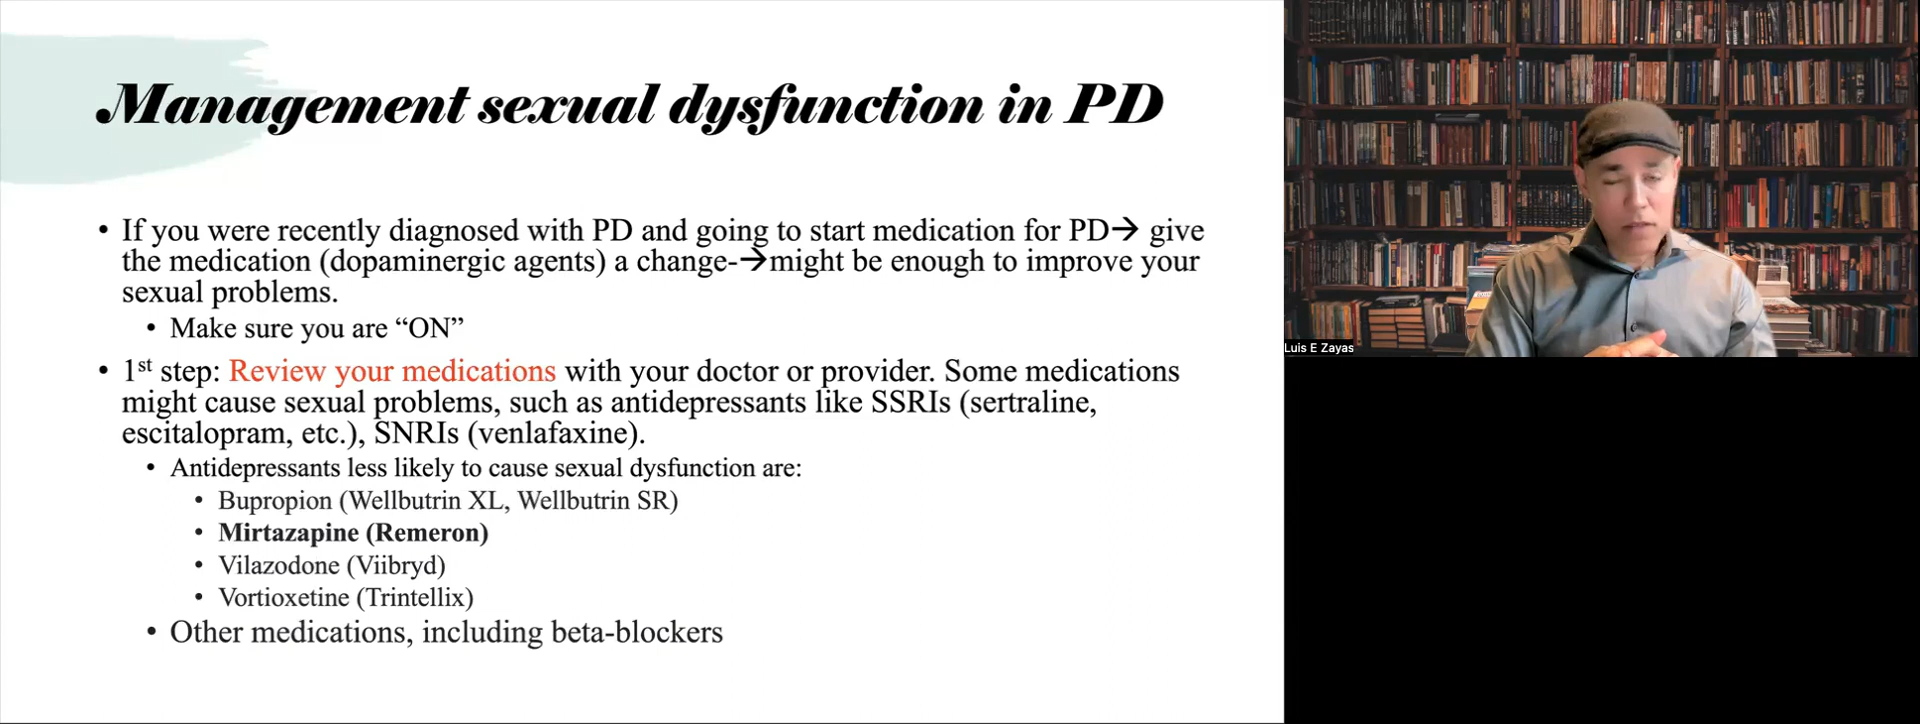 Management sexual dysfunction in PD
• If you were recently diagnosed with PD and going to start medication for PD→ give
the medication (dopaminergic agents) a change-→might be enough to improve your
sexual problems.
• Make sure you are “ON”
• 1st step: Review your medications with your doctor or provider. Some medications
might cause sexual problems, such as antidepressants like SSRIs (sertraline,
escitalopram, etc.), SNRIs (venlafaxine).
• Antidepressants less likely to cause sexual dysfunction are:
• Bupropion (Wellbutrin XL, Wellbutrin SR)
• Mirtazapine (Remeron)
• Vilazodone (Viibryd)
• Vortioxetine (Trintellix)
• Other medications, including beta-blockers
Luis E Zayas